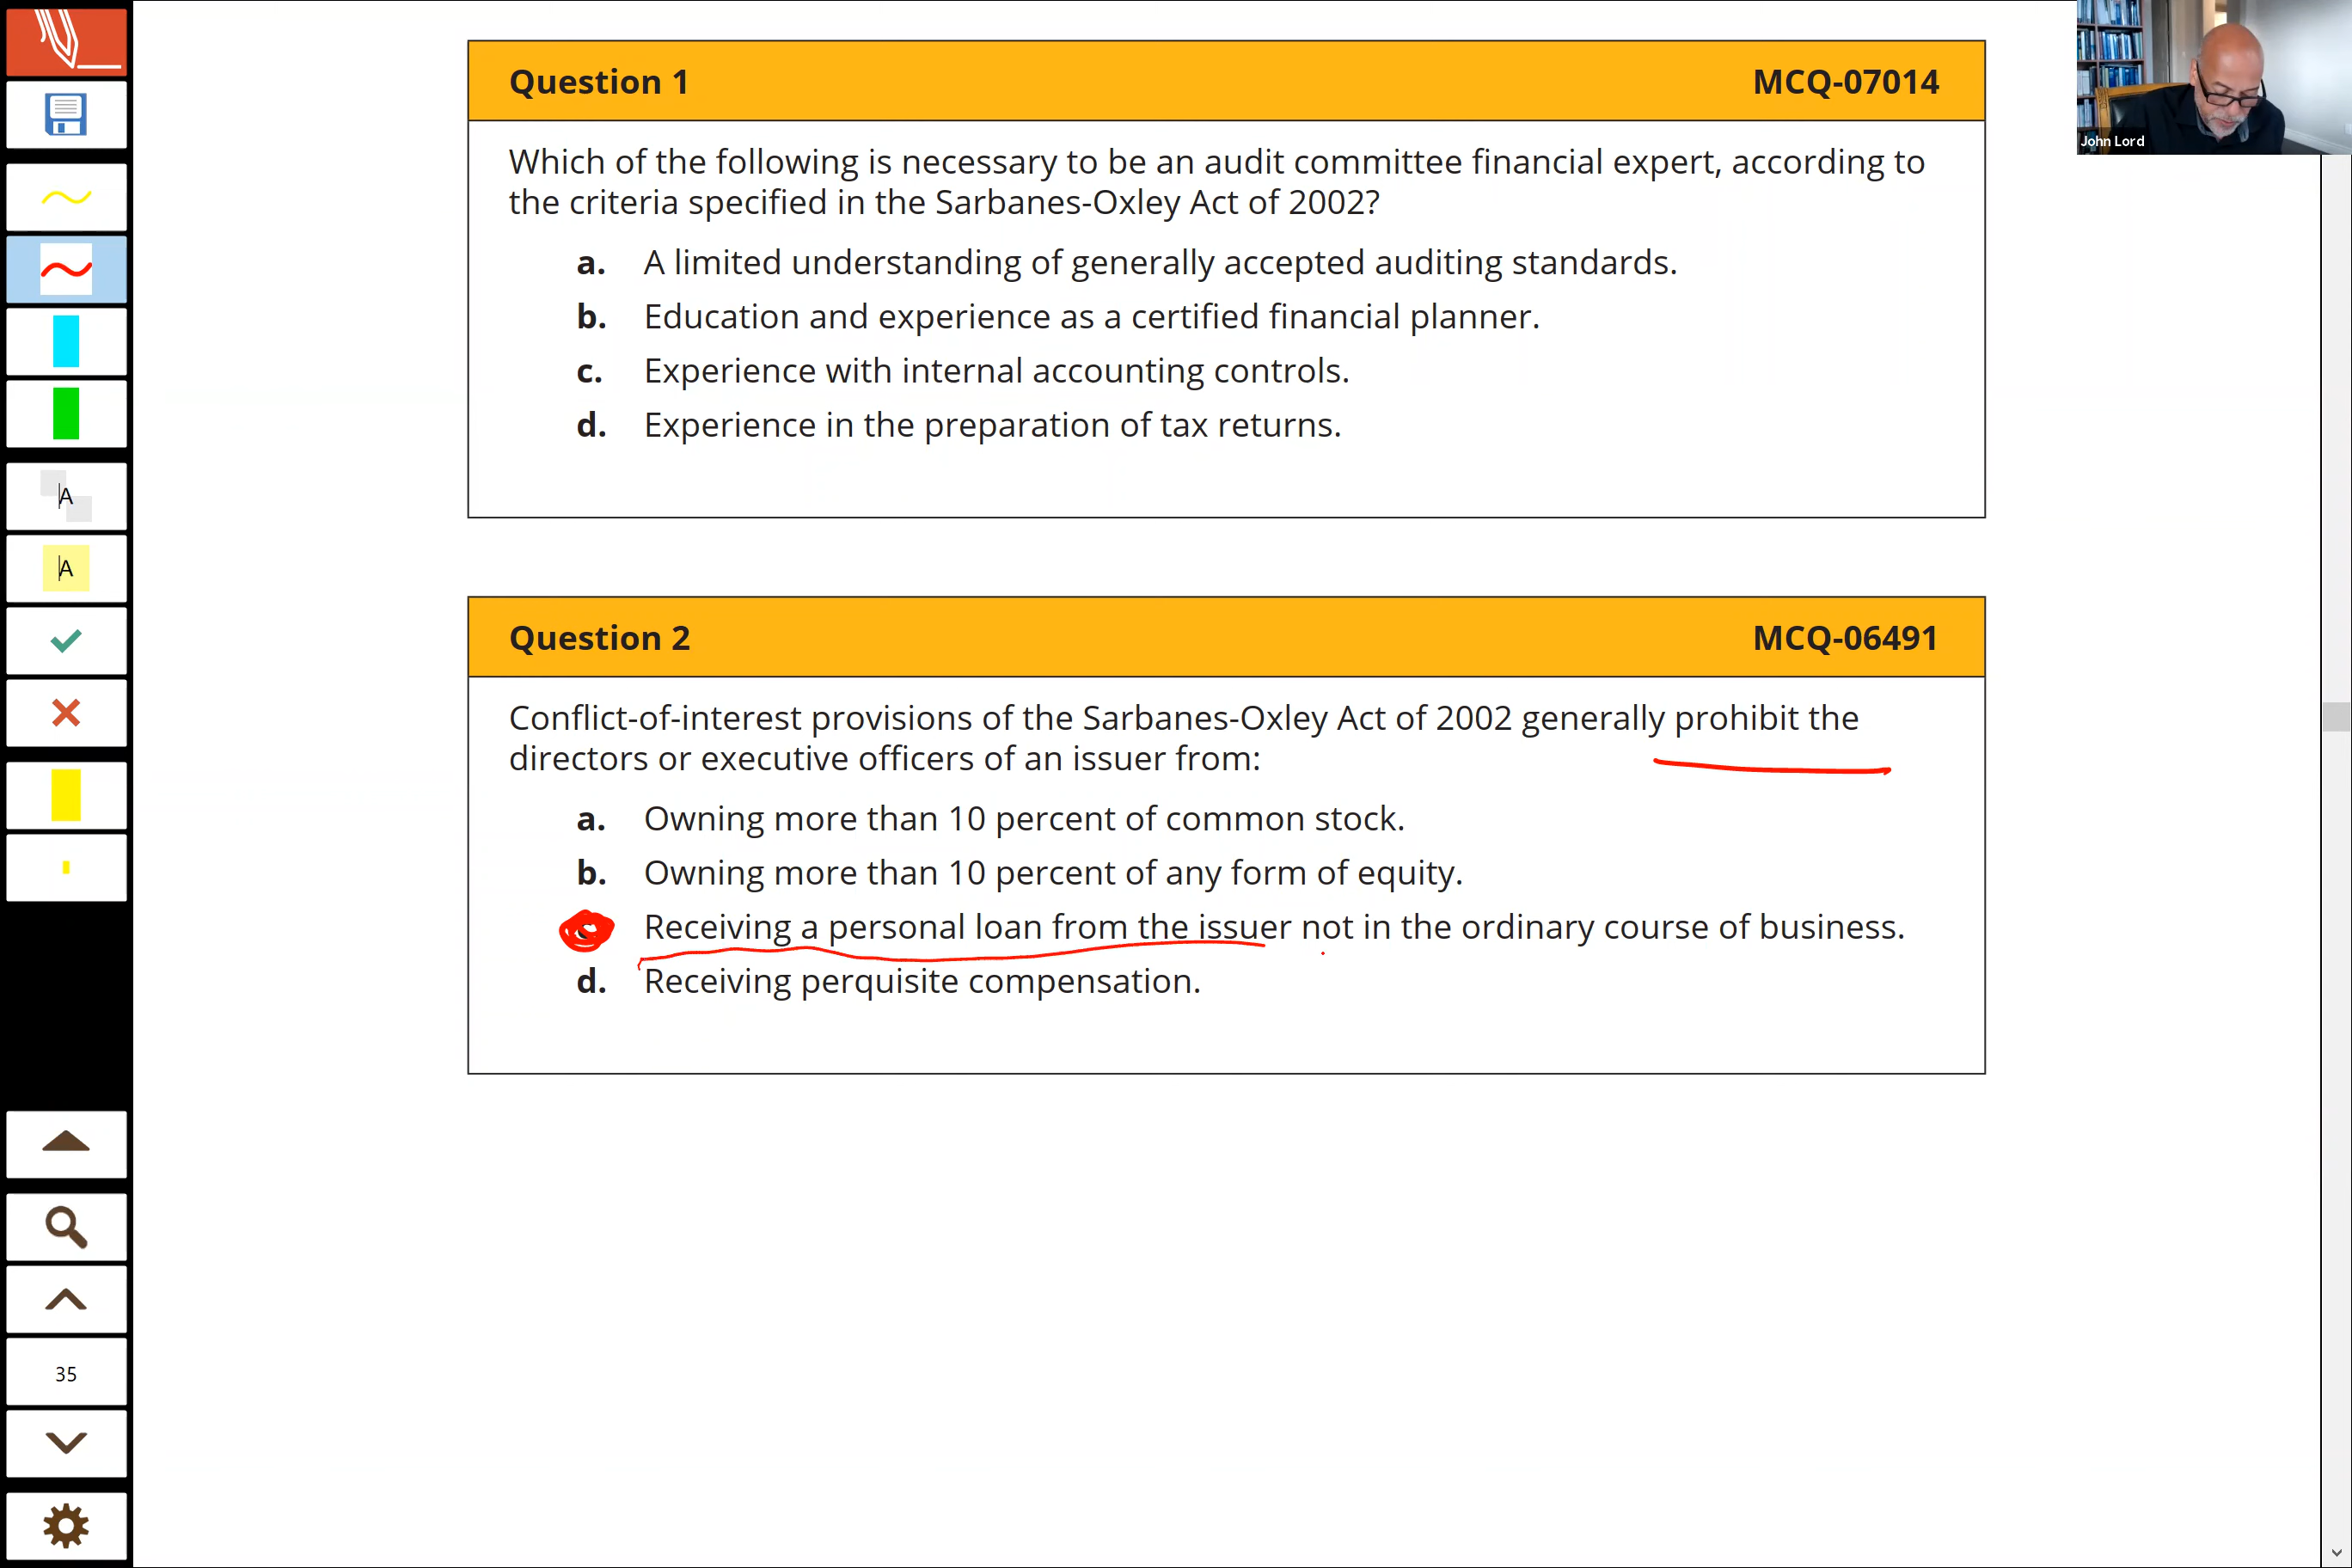 Question 1 MCQ-07014
Which of the following is necessary to be an audit committee financial expert, according to
the criteria specified in the Sarbanes-Oxley Act of 2002?
a. A limited understanding of generally accepted auditing standards.
b. Education and experience as a certified financial planner.
c. Experience with internal accounting controls.
d. Experience in the preparation of tax returns.
Question 2 MCQ-06491
Conflict-of-interest provisions of the Sarbanes-Oxley Act of 2002 generally prohibit the
directors or executive officers of an issuer from:
a. Owning more than 10 percent of common stock.
b. Owning more than 10 percent of any form of equity.
Receiving a personal loan from the issuer not in the ordinary course of business.
d. Receiving perquisite compensation.
John Lord
A
A
35